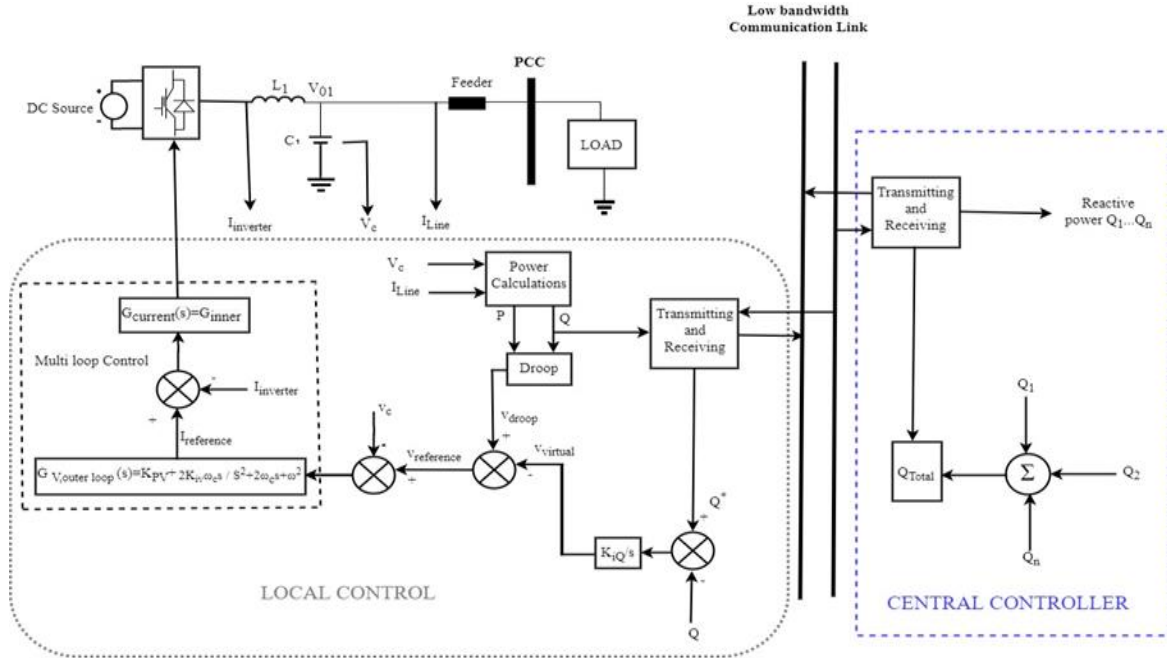 Low bandwidth
Communication Link
PCC
L1
V01
Feeder
DC Source
+
-
C1
LOAD
Iinverter
Vc
ILine
Transmitting
and
Receiving
Reactive
power Q1...Qn
Vc
ILine
Power
Calculations
P
Q
Transmitting
and
Receiving
Droop
Gcurrent(s)=Ginner
Multi loop Control
-
Iinverter
+
Ireference
vc
-
vdroop
+
vreference
+
vvirtual
-
G V,outer loop (s)=KPV+ 2Kivωcs / S²+2ωcs+ω²
Q*
+
KiQ/s
-
Q
LOCAL CONTROL
Q1
QTotal
Σ
Q2
Qn
CENTRAL CONTROLLER